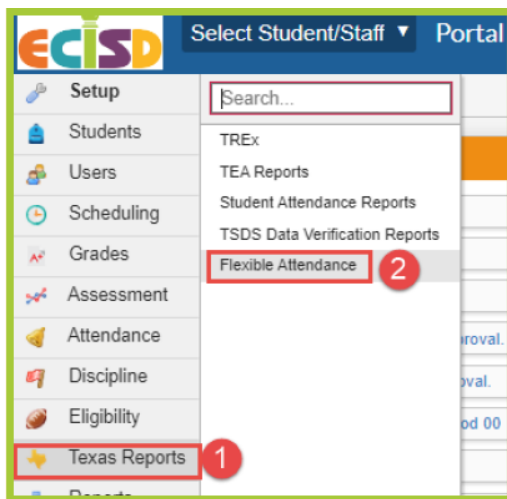 ECISD
Select Student/Staff ▼ Portal
Setup
Students
Users
Scheduling
Grades
Assessment
Attendance
Discipline
Eligibility
Texas Reports
1
Search...
TREx
TEA Reports
Student Attendance Reports
TSDS Data Verification Reports
Flexible Attendance
2
roval.
oval.
od 00